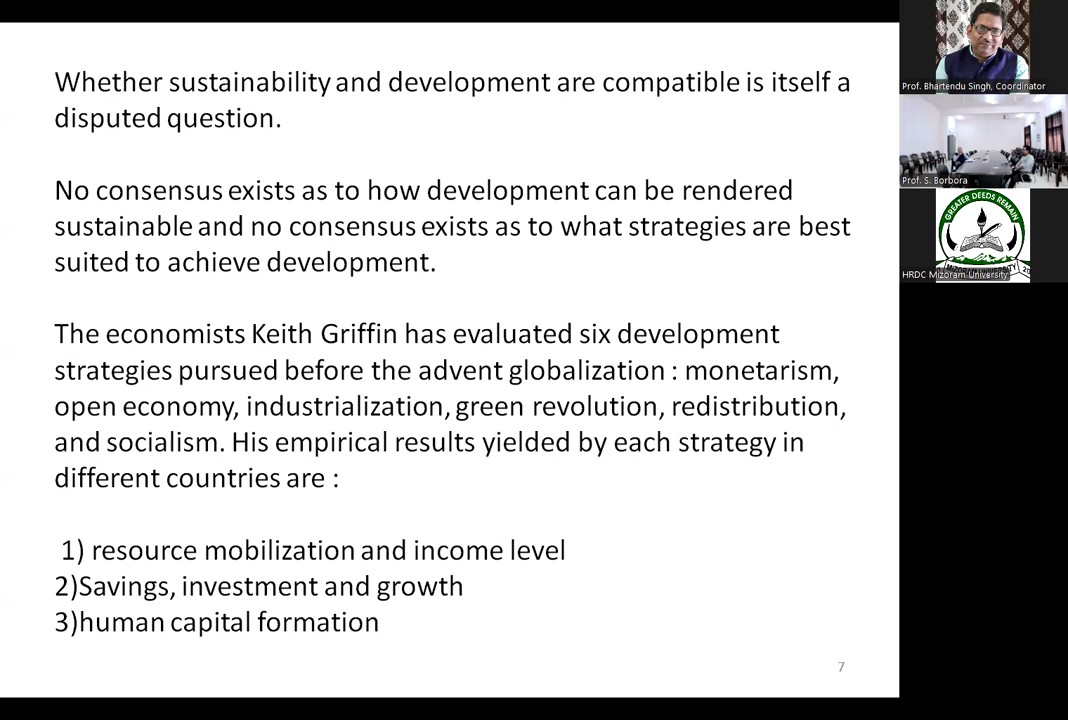 Whether sustainability and development are compatible is itself a
disputed question.
No consensus exists as to how development can be rendered
sustainable and no consensus exists as to what strategies are best
suited to achieve development.
The economists Keith Griffin has evaluated six development
strategies pursued before the advent globalization : monetarism,
open economy, industrialization, green revolution, redistribution,
and socialism. His empirical results yielded by each strategy in
different countries are :
1) resource mobilization and income level
2)Savings, investment and growth
3)human capital formation
7
Prof. Bhartendu Singh, Coordinator
Prof. S. Borbora
GREATER DEEDS REMAIN
MIZORAM UNIVERSITY
HRDC Mizoram University